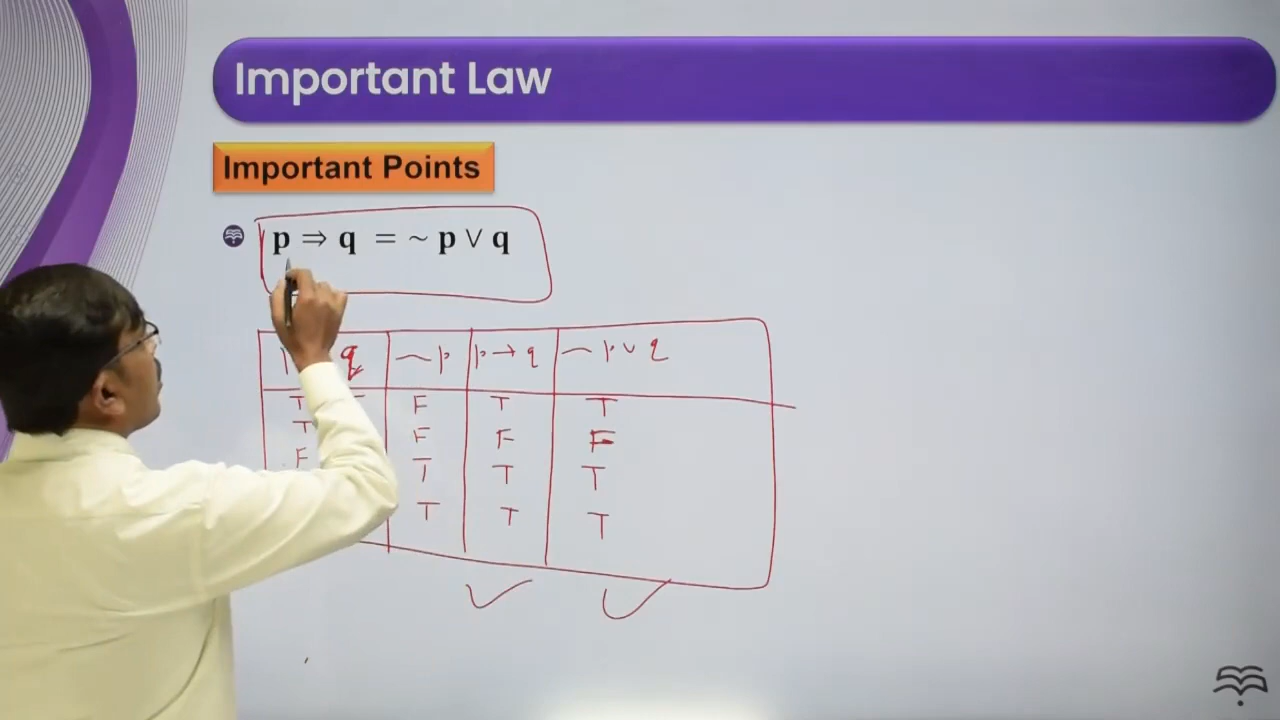 Important Law
Important Points
p ⇒ q = ~ p ∨ q
q ~p p→q ~p∨q
T F T T
T F F F
F T T T
T T T